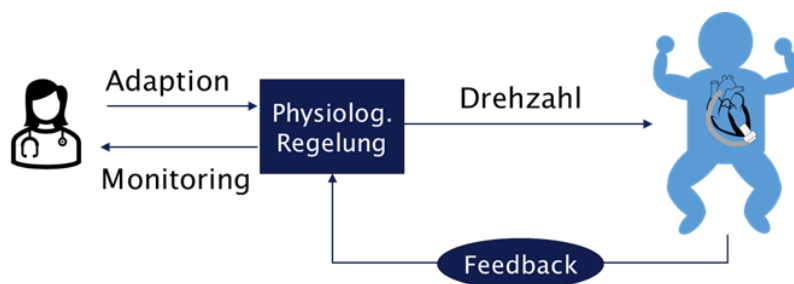 Adaption
Physiolog.
Regelung
Drehzahl
Monitoring
Feedback